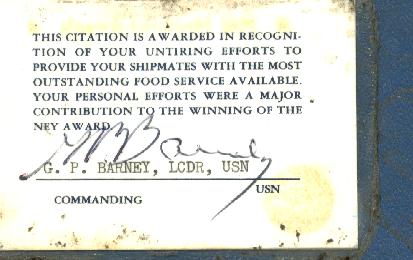 THIS CITATION IS AWARDED IN RECOGNI-
TION OF YOUR UNTIRING EFFORTS TO
PROVIDE YOUR SHIPMATES WITH THE MOST
OUTSTANDING FOOD SERVICE AVAILABLE.
YOUR PERSONAL EFFORTS WERE A MAJOR
CONTRIBUTION TO THE WINNING OF THE
NEY AWARD.
G P Barney
G. P. BARNEY, LCDR, USN
USN
COMMANDING